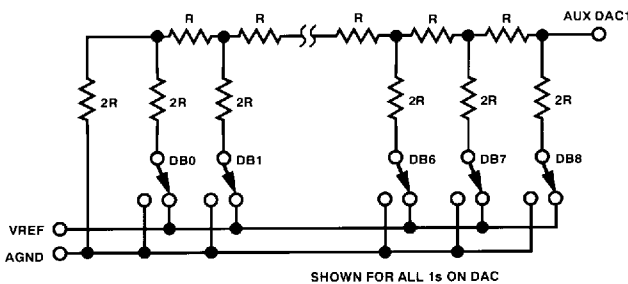 R R R R R AUX DAC1
2R 2R 2R 2R 2R 2R
DB0 DB1 DB6 DB7 DB8
VREF
AGND
SHOWN FOR ALL 1s ON DAC